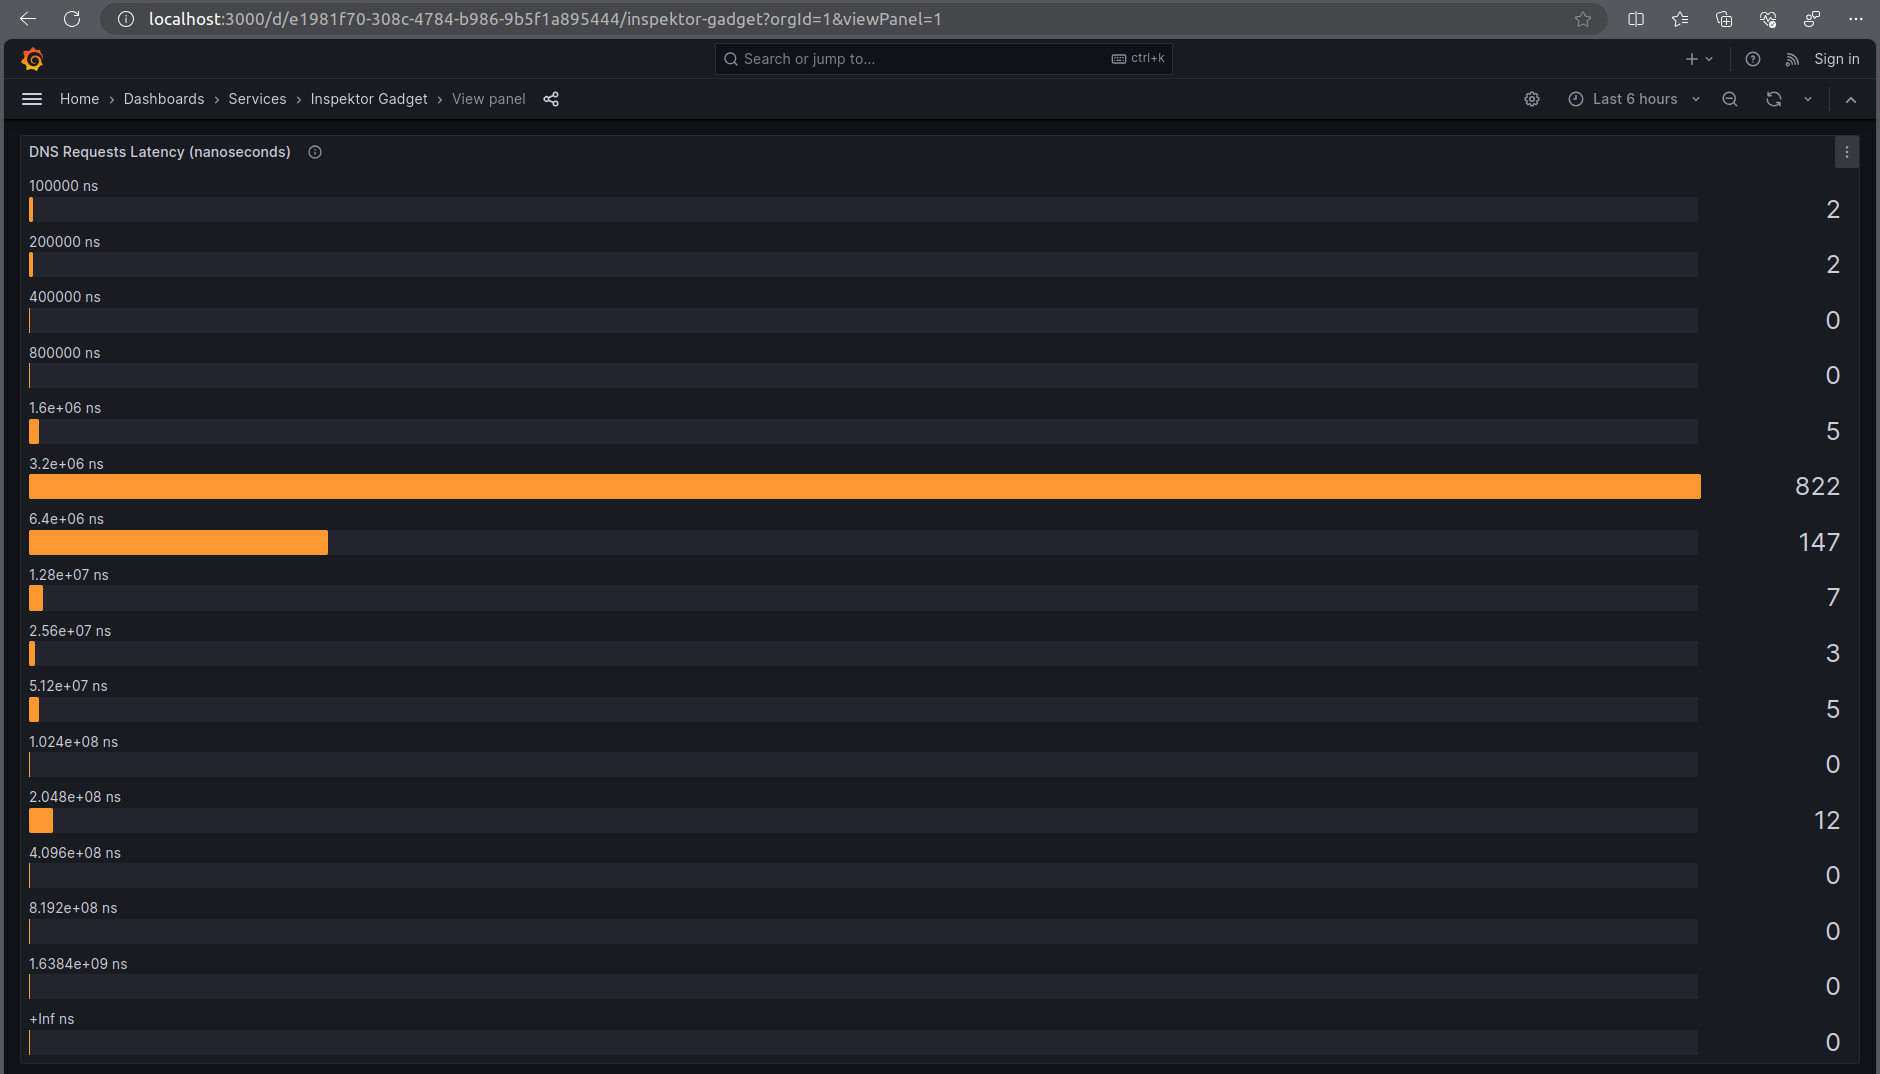 localhost:3000/d/e1981f70-308c-4784-b986-9b5f1a895444/inspektor-gadget?orgId=1&viewPanel=1
Search or jump to... ctrl+k
Sign in
Home › Dashboards › Services › Inspektor Gadget › View panel
Last 6 hours
DNS Requests Latency (nanoseconds)
100000 ns
2
200000 ns
2
400000 ns
0
800000 ns
0
1.6e+06 ns
5
3.2e+06 ns
822
6.4e+06 ns
147
1.28e+07 ns
7
2.56e+07 ns
3
5.12e+07 ns
5
1.024e+08 ns
0
2.048e+08 ns
12
4.096e+08 ns
0
8.192e+08 ns
0
1.6384e+09 ns
0
+Inf ns
0